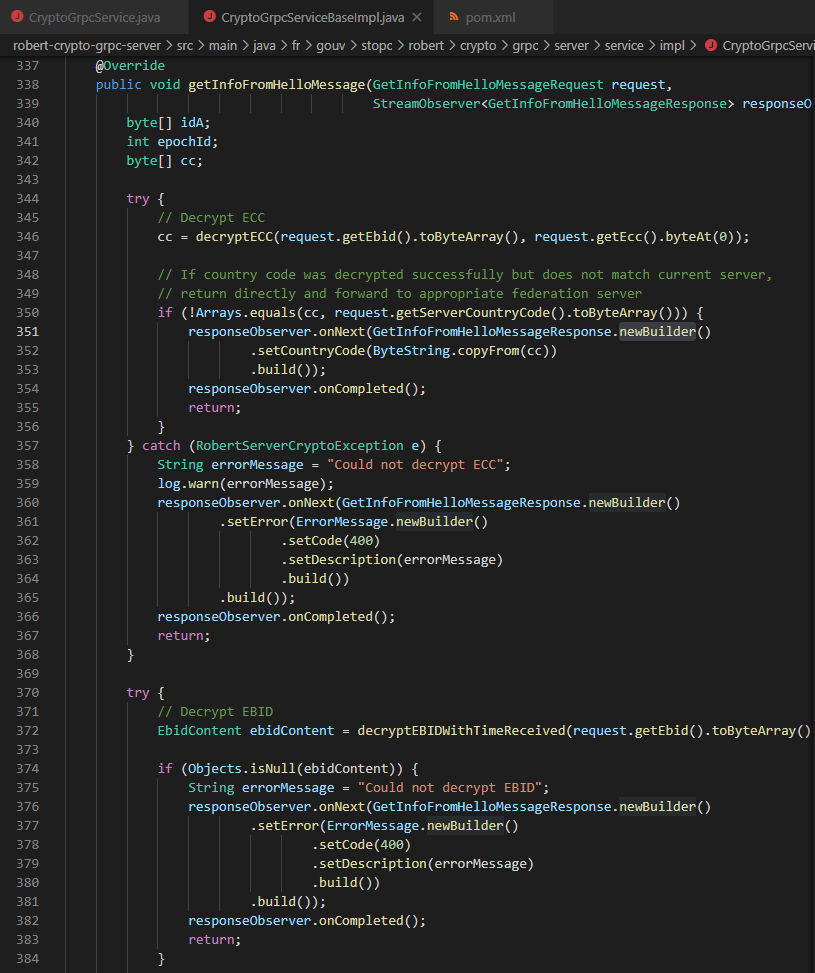 CryptoGrpcService.java CryptoGrpcServiceBaseImpl.java × pom.xml
robert-crypto-grpc-server > src > main > java > fr > gouv > stopc > robert > crypto > grpc > server > service > impl > CryptoGrpcServi
337 @Override
338 public void getInfoFromHelloMessage(GetInfoFromHelloMessageRequest request,
339 StreamObserver<GetInfoFromHelloMessageResponse> responseO
340 byte[] idA;
341 int epochId;
342 byte[] cc;
343
344 try {
345 // Decrypt ECC
346 cc = decryptECC(request.getEbid().toByteArray(), request.getEcc().byteAt(0));
347
348 // If country code was decrypted successfully but does not match current server,
349 // return directly and forward to appropriate federation server
350 if (!Arrays.equals(cc, request.getServerCountryCode().toByteArray())) {
351 responseObserver.onNext(GetInfoFromHelloMessageResponse.newBuilder()
352 .setCountryCode(ByteString.copyFrom(cc))
353 .build());
354 responseObserver.onCompleted();
355 return;
356 }
357 } catch (RobertServerCryptoException e) {
358 String errorMessage = "Could not decrypt ECC";
359 log.warn(errorMessage);
360 responseObserver.onNext(GetInfoFromHelloMessageResponse.newBuilder()
361 .setError(ErrorMessage.newBuilder()
362 .setCode(400)
363 .setDescription(errorMessage)
364 .build())
365 .build());
366 responseObserver.onCompleted();
367 return;
368 }
369
370 try {
371 // Decrypt EBID
372 EbidContent ebidContent = decryptEBIDWithTimeReceived(request.getEbid().toByteArray()
373
374 if (Objects.isNull(ebidContent)) {
375 String errorMessage = "Could not decrypt EBID";
376 responseObserver.onNext(GetInfoFromHelloMessageResponse.newBuilder()
377 .setError(ErrorMessage.newBuilder()
378 .setCode(400)
379 .setDescription(errorMessage)
380 .build())
381 .build());
382 responseObserver.onCompleted();
383 return;
384 }